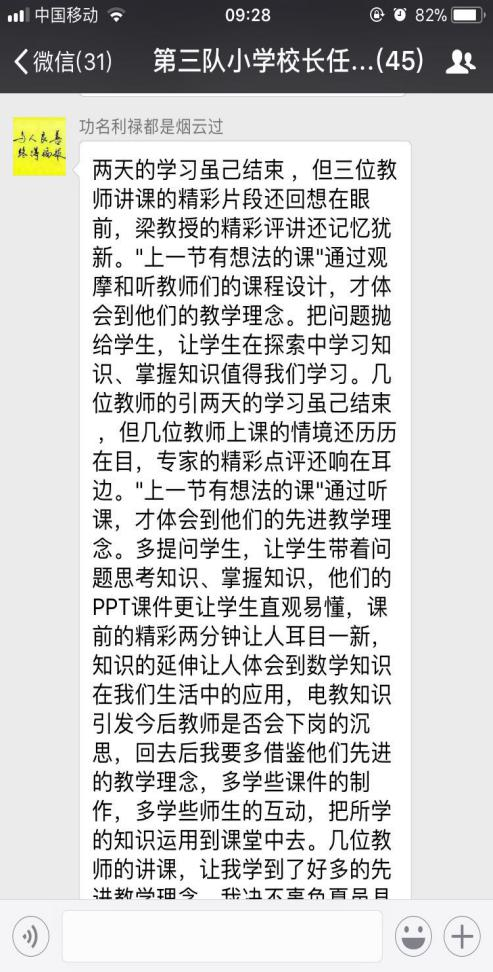 中国移动 09:28 82%
微信(31) 第三队小学校长任...(45)
功名利禄都是烟云过
与人良善
终得福报
两天的学习虽己结束 ，但三位教
师讲课的精彩片段还回想在眼
前，梁教授的精彩评讲还记忆犹
新。"上一节有想法的课"通过观
摩和听教师们的课程设计，才体
会到他们的教学理念。把问题抛
给学生，让学生在探索中学习知
识、掌握知识值得我们学习。几
位教师的引两天的学习虽己结束
，但几位教师上课的情境还历历
在目，专家的精彩点评还响在耳
边。"上一节有想法的课"通过听
课，才体会到他们的先进教学理
念。多提问学生，让学生带着问
题思考知识、掌握知识，他们的
PPT课件更让学生直观易懂，课
前的精彩两分钟让人耳目一新，
知识的延伸让人体会到数学知识
在我们生活中的应用，电教知识
引发今后教师是否会下岗的沉
思，回去后我要多借鉴他们先进
的教学理念，多学些课件的制
作，多学些师生的互动，把所学
的知识运用到课堂中去。几位教
师的讲课，让我学到了好多的先
进教学理念，我决不辜负